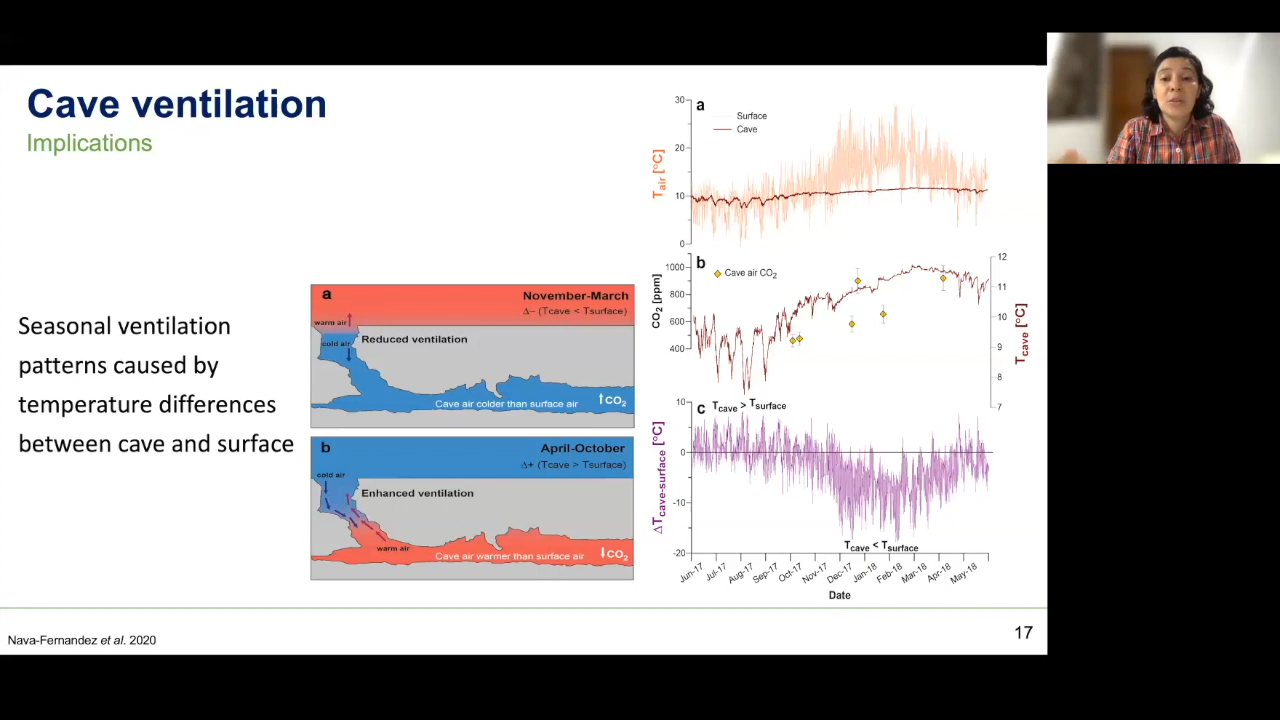 Cave ventilation
Implications
Seasonal ventilation
patterns caused by
temperature differences
between cave and surface
a
November-March
Δ− (Tcave < Tsurface)
warm air
cold air
Reduced ventilation
Cave air colder than surface air
↑CO2
b
April-October
Δ+ (Tcave > Tsurface)
cold air
Enhanced ventilation
warm air
Cave air warmer than surface air
↓CO2
a
Surface
Cave
Tair [°C]
30
20
10
0
b
Cave air CO2
CO2 [ppm]
1000
800
600
400
12
11
10
9
8
7
Tcave [°C]
c
Tcave > Tsurface
ΔTcave-surface [°C]
10
0
-10
-20
Tcave < Tsurface
Jun-17
Jul-17
Aug-17
Sep-17
Oct-17
Nov-17
Dec-17
Jan-18
Feb-18
Mar-18
Apr-18
May-18
Date
Nava-Fernandez et al. 2020
17